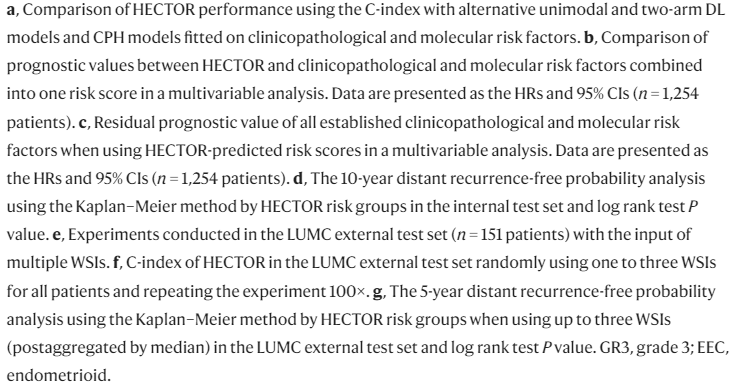 a, Comparison of HECTOR performance using the C-index with alternative unimodal and two-arm DL
models and CPH models fitted on clinicopathological and molecular risk factors. b, Comparison of
prognostic values between HECTOR and clinicopathological and molecular risk factors combined
into one risk score in a multivariable analysis. Data are presented as the HRs and 95% CIs (n = 1,254
patients). c, Residual prognostic value of all established clinicopathological and molecular risk
factors when using HECTOR-predicted risk scores in a multivariable analysis. Data are presented as
the HRs and 95% CIs (n = 1,254 patients). d, The 10-year distant recurrence-free probability analysis
using the Kaplan–Meier method by HECTOR risk groups in the internal test set and log rank test P
value. e, Experiments conducted in the LUMC external test set (n = 151 patients) with the input of
multiple WSIs. f, C-index of HECTOR in the LUMC external test set randomly using one to three WSIs
for all patients and repeating the experiment 100×. g, The 5-year distant recurrence-free probability
analysis using the Kaplan–Meier method by HECTOR risk groups when using up to three WSIs
(postaggregated by median) in the LUMC external test set and log rank test P value. GR3, grade 3; EEC,
endometrioid.